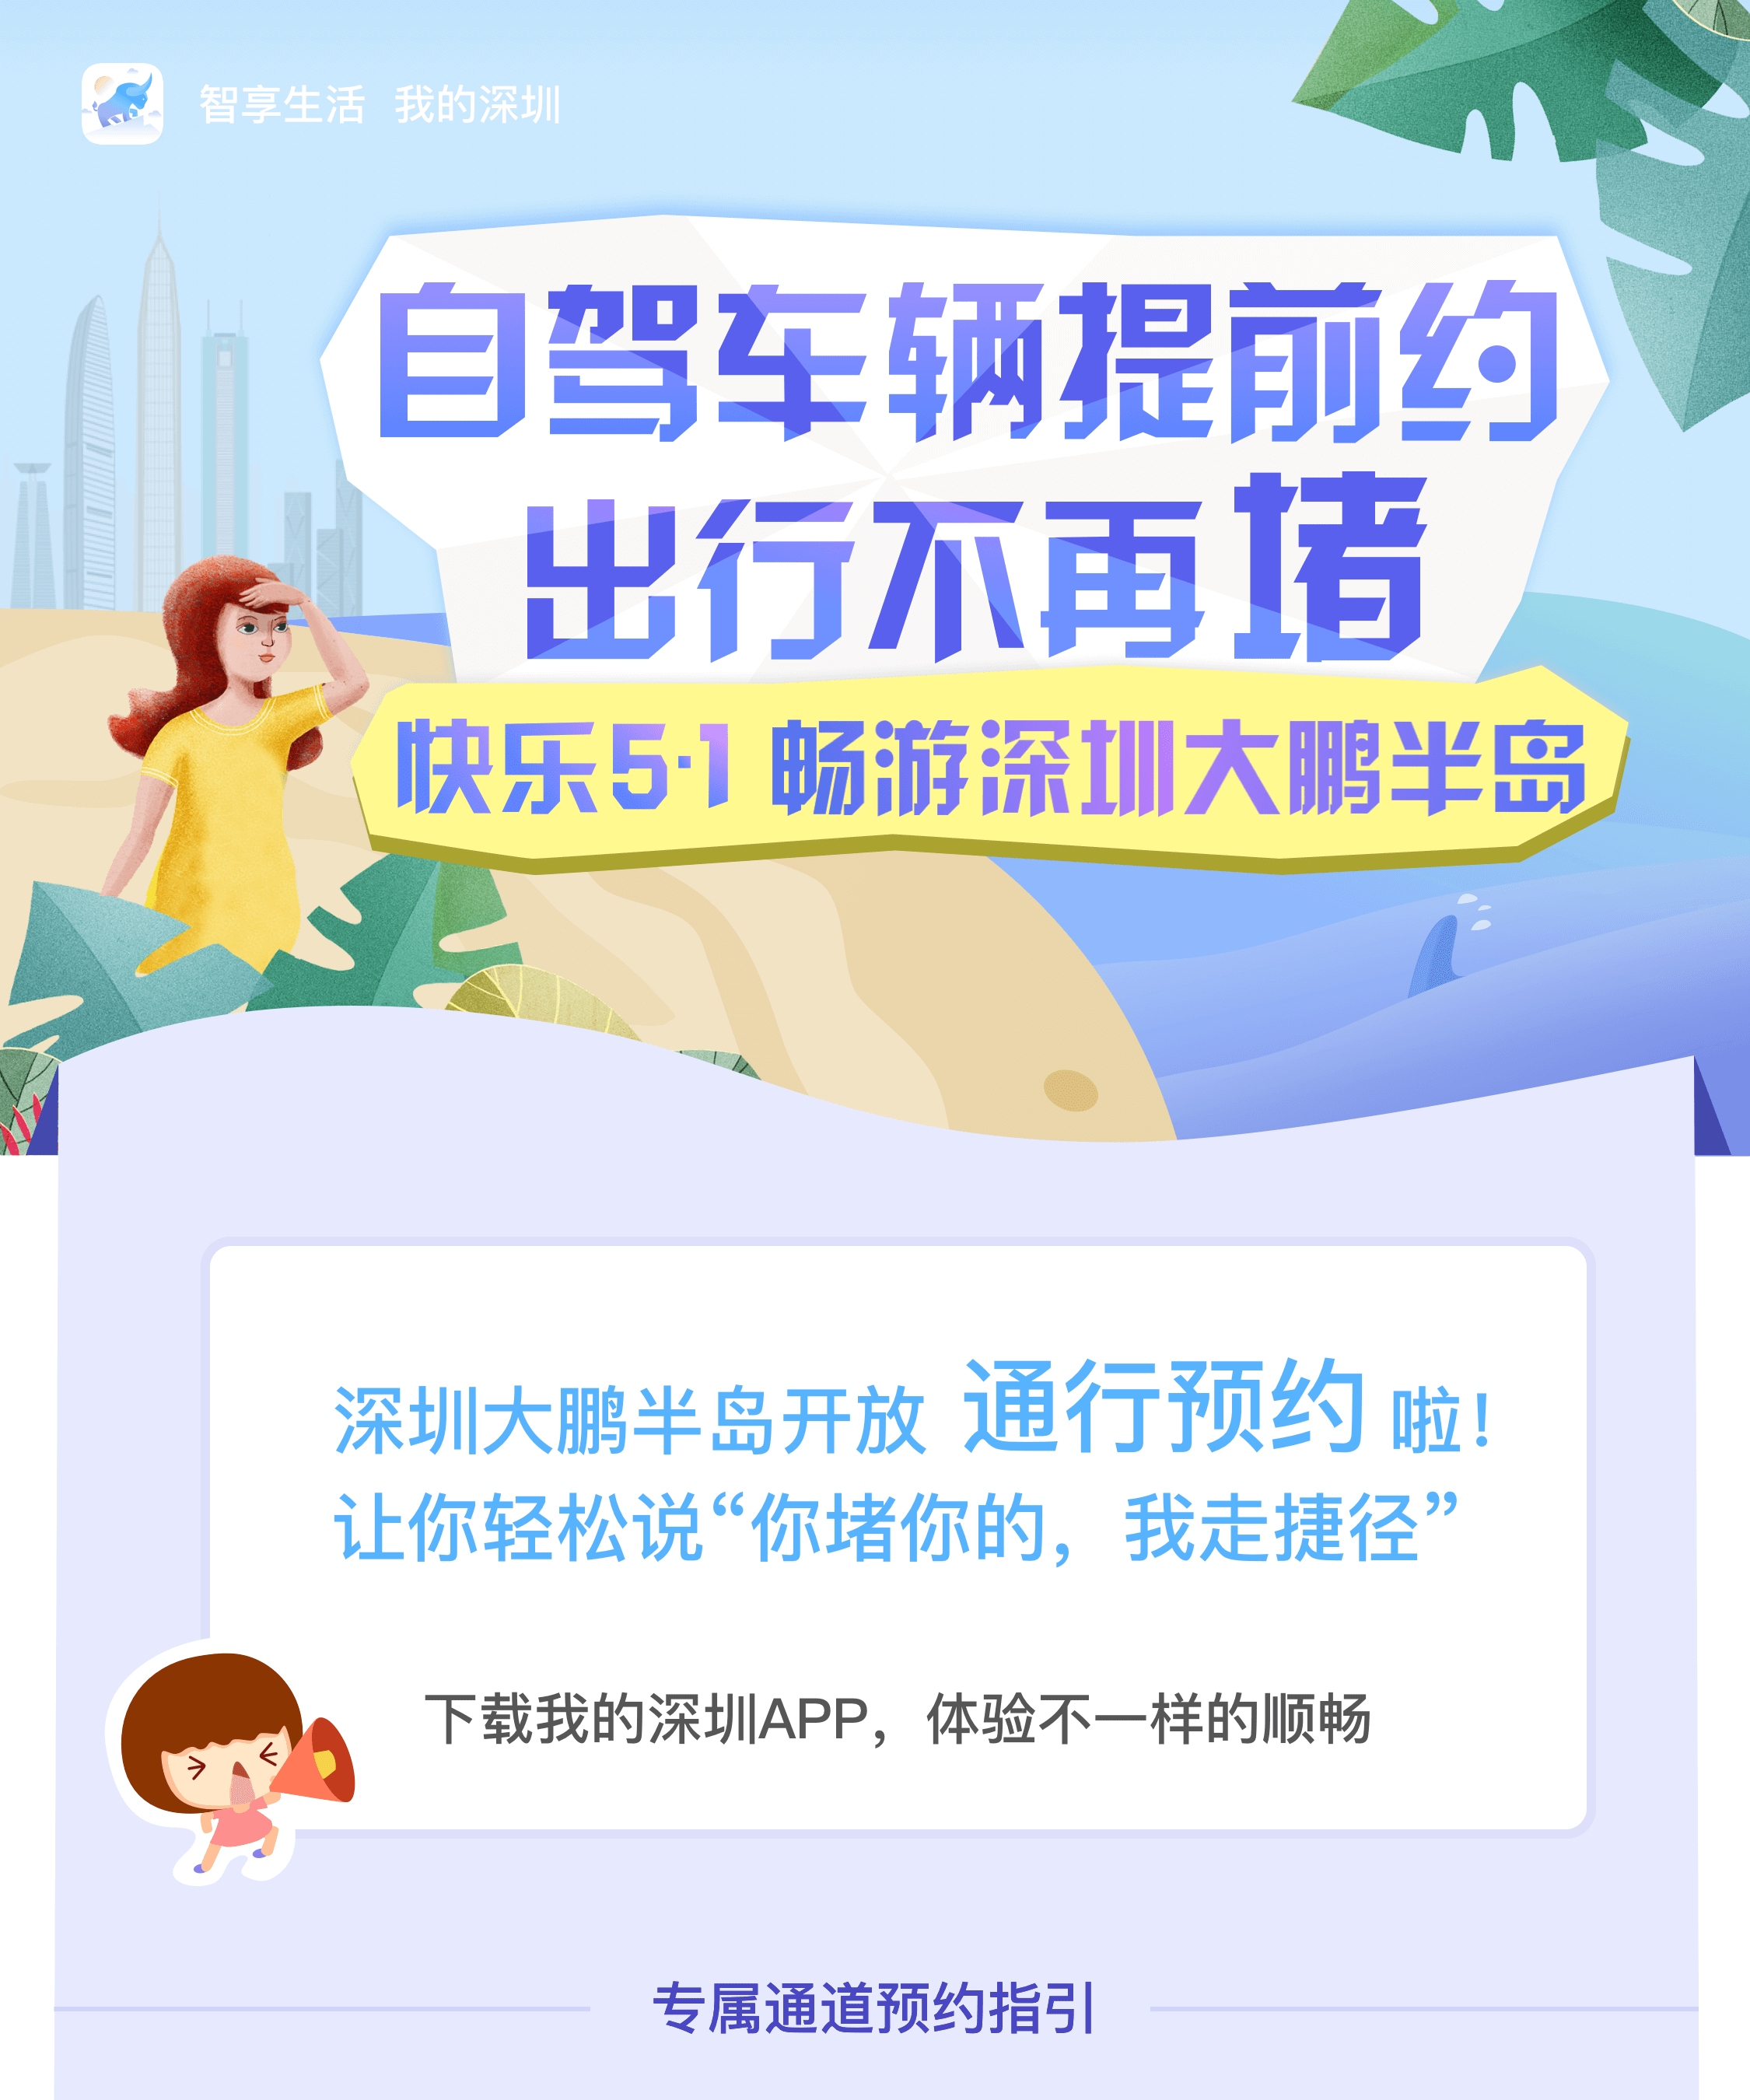 智享生活 我的深圳
自驾车辆提前约
出行不再堵
快乐5·1 畅游深圳大鹏半岛
深圳大鹏半岛开放 通行预约 啦!
让你轻松说“你堵你的，我走捷径”
下载我的深圳APP，体验不一样的顺畅
专属通道预约指引